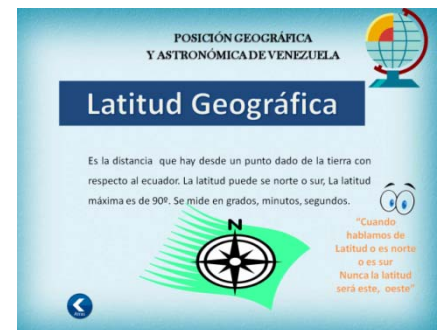 POSICIÓN GEOGRÁFICA
Y ASTRONÓMICA DE VENEZUELA
Latitud Geográfica
Es la distancia que hay desde un punto dado de la tierra con
respecto al ecuador. La latitud puede se norte o sur, La latitud
máxima es de 90º. Se mide en grados, minutos, segundos.
N
"Cuando
hablamos de
Latitud o es norte
o es sur
Nunca la latitud
será este, oeste"